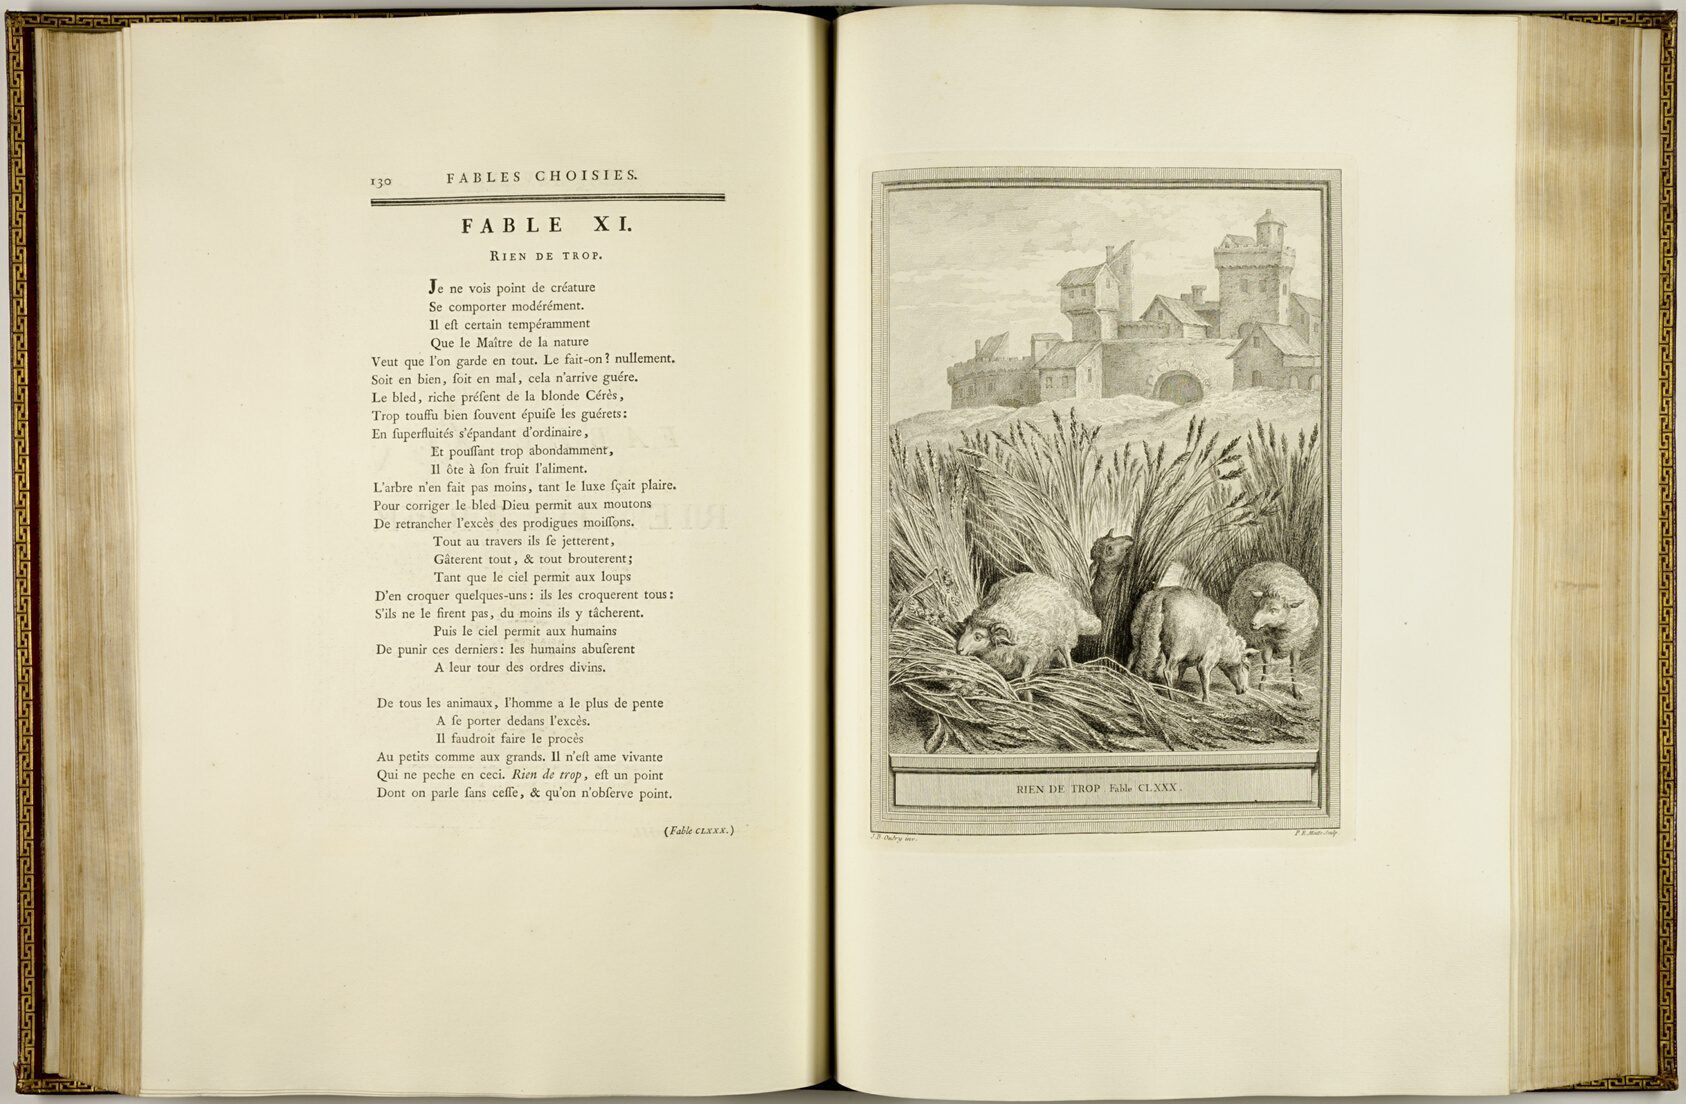 130 FABLES CHOISIES.
FABLE XI.
RIEN DE TROP.
Je ne vois point de créature
Se comporter modérément.
Il eſt certain tempéramment
Que le Maître de la nature
Veut que l'on garde en tout. Le fait-on? nullement.
Soit en bien, ſoit en mal, cela n'arrive guére.
Le bled, riche préſent de la blonde Cérès,
Trop touffu bien ſouvent épuiſe les guérets:
En ſuperfluités s'épandant d'ordinaire,
Et pouſſant trop abondamment,
Il ôte à ſon fruit l'aliment.
L'arbre n'en fait pas moins, tant le luxe ſçait plaire.
Pour corriger le bled Dieu permit aux moutons
De retrancher l'excès des prodigues moiſſons.
Tout au travers ils ſe jetterent,
Gâterent tout, & tout brouterent;
Tant que le ciel permit aux loups
D'en croquer quelques-uns: ils les croquerent tous:
S'ils ne le firent pas, du moins ils y tâcherent.
Puis le ciel permit aux humains
De punir ces derniers: les humains abuſerent
A leur tour des ordres divins.
De tous les animaux, l'homme a le plus de pente
A ſe porter dedans l'excès.
Il faudroit faire le procès
Au petits comme aux grands. Il n'eſt ame vivante
Qui ne peche en ceci. Rien de trop, eſt un point
Dont on parle ſans ceſſe, & qu'on n'obſerve point.
(Fable CLXXX.)
RIEN DE TROP. Fable CLXXX.
J.B. Oudry inv.
P.E. Moitte Sculp.